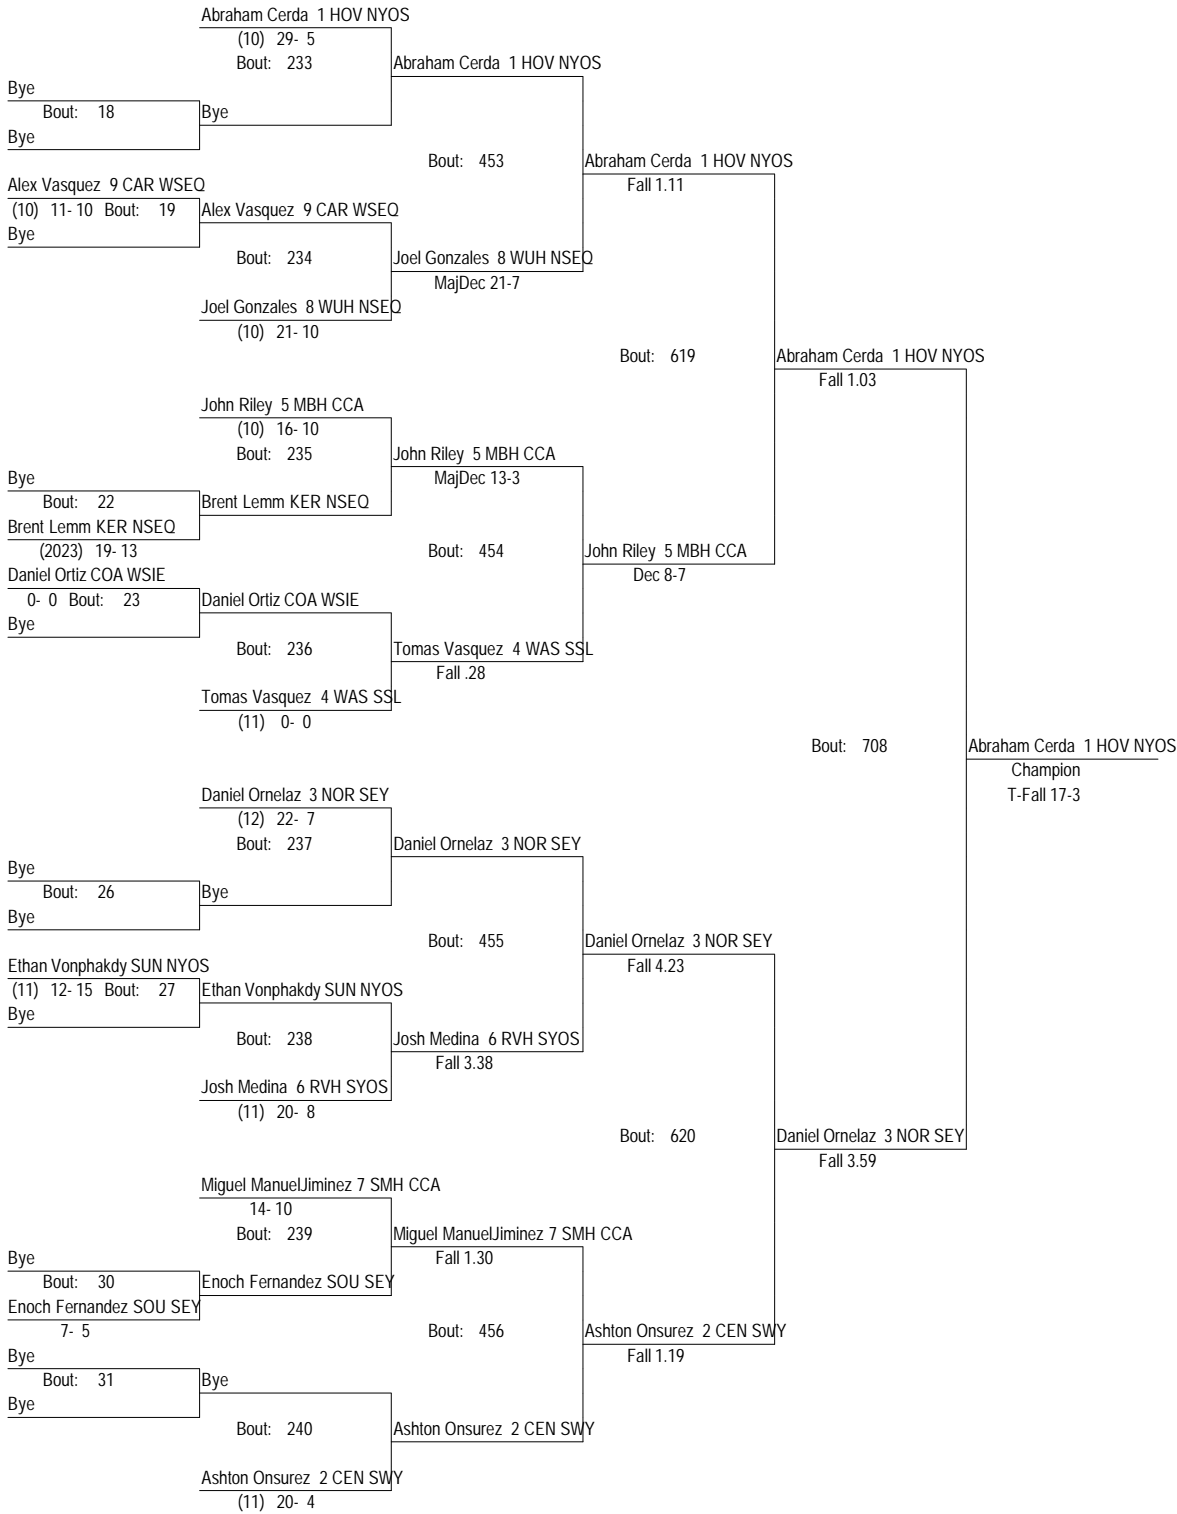 Abraham Cerda 1 HOV NYOS
(10) 29- 5
Bout: 233
Abraham Cerda 1 HOV NYOS
Bye
Bout: 18
Bye
Bye
Bout: 453
Abraham Cerda 1 HOV NYOS
Fall 1.11
Alex Vasquez 9 CAR WSEQ
(10) 11- 10 Bout: 19
Alex Vasquez 9 CAR WSEQ
Bye
Bout: 234
Joel Gonzales 8 WUH NSEQ
MajDec 21-7
Joel Gonzales 8 WUH NSEQ
(10) 21- 10
Bout: 619
Abraham Cerda 1 HOV NYOS
Fall 1.03
John Riley 5 MBH CCA
(10) 16- 10
Bout: 235
John Riley 5 MBH CCA
MajDec 13-3
Bye
Bout: 22
Brent Lemm KER NSEQ
Brent Lemm KER NSEQ
(2023) 19- 13
Bout: 454
John Riley 5 MBH CCA
Dec 8-7
Daniel Ortiz COA WSIE
0- 0 Bout: 23
Daniel Ortiz COA WSIE
Bye
Bout: 236
Tomas Vasquez 4 WAS SSL
Fall .28
Tomas Vasquez 4 WAS SSL
(11) 0- 0
Bout: 708
Abraham Cerda 1 HOV NYOS
Champion
T-Fall 17-3
Daniel Ornelaz 3 NOR SEY
(12) 22- 7
Bout: 237
Daniel Ornelaz 3 NOR SEY
Bye
Bout: 26
Bye
Bye
Bout: 455
Daniel Ornelaz 3 NOR SEY
Fall 4.23
Ethan Vonphakdy SUN NYOS
(11) 12- 15 Bout: 27
Ethan Vonphakdy SUN NYOS
Bye
Bout: 238
Josh Medina 6 RVH SYOS
Fall 3.38
Josh Medina 6 RVH SYOS
(11) 20- 8
Bout: 620
Daniel Ornelaz 3 NOR SEY
Fall 3.59
Miguel ManuelJiminez 7 SMH CCA
14- 10
Bout: 239
Miguel ManuelJiminez 7 SMH CCA
Fall 1.30
Bye
Bout: 30
Enoch Fernandez SOU SEY
Enoch Fernandez SOU SEY
7- 5
Bout: 456
Ashton Onsurez 2 CEN SWY
Fall 1.19
Bye
Bout: 31
Bye
Bye
Bout: 240
Ashton Onsurez 2 CEN SWY
Ashton Onsurez 2 CEN SWY
(11) 20- 4